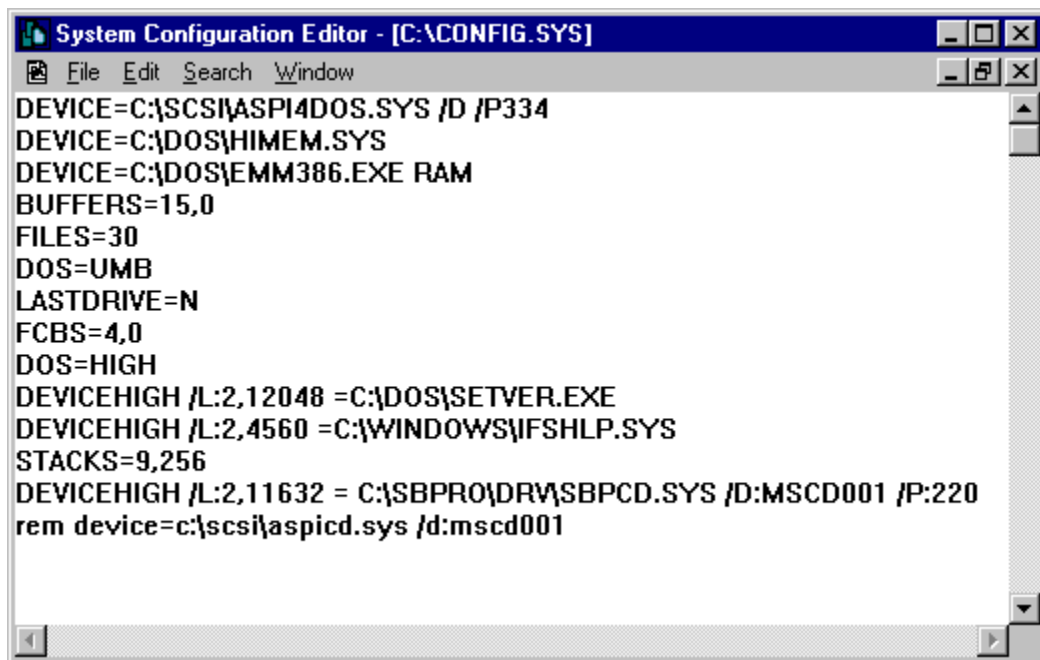 System Configuration Editor - [C:\CONFIG.SYS]
File Edit Search Window
DEVICE=C:\SCSI\ASPI4DOS.SYS /D /P334
DEVICE=C:\DOS\HIMEM.SYS
DEVICE=C:\DOS\EMM386.EXE RAM
BUFFERS=15,0
FILES=30
DOS=UMB
LASTDRIVE=N
FCBS=4,0
DOS=HIGH
DEVICEHIGH /L:2,12048 =C:\DOS\SETVER.EXE
DEVICEHIGH /L:2,4560 =C:\WINDOWS\IFSHLP.SYS
STACKS=9,256
DEVICEHIGH /L:2,11632 = C:\SBPRO\DRV\SBPCD.SYS /D:MSCD001 /P:220
rem device=c:\scsi\aspicd.sys /d:mscd001